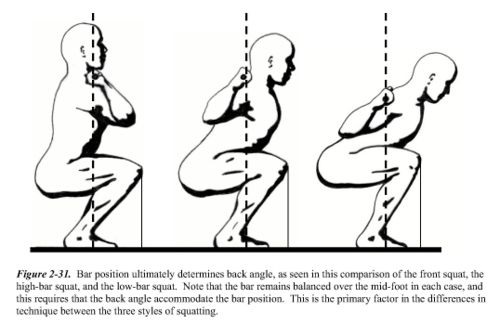 Figure 2-31. Bar position ultimately determines back angle, as seen in this comparison of the front squat, the
high-bar squat, and the low-bar squat. Note that the bar remains balanced over the mid-foot in each case, and
this requires that the back angle accommodate the bar position. This is the primary factor in the differences in
technique between the three styles of squatting.